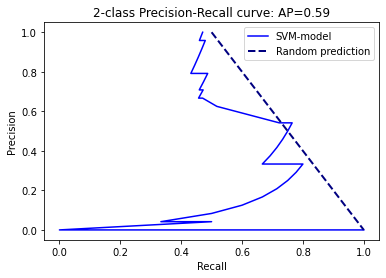 2-class Precision-Recall curve: AP=0.59
SVM-model
Random prediction
Precision
1.0
0.8
0.6
0.4
0.2
0.0
0.0 0.2 0.4 0.6 0.8 1.0
Recall